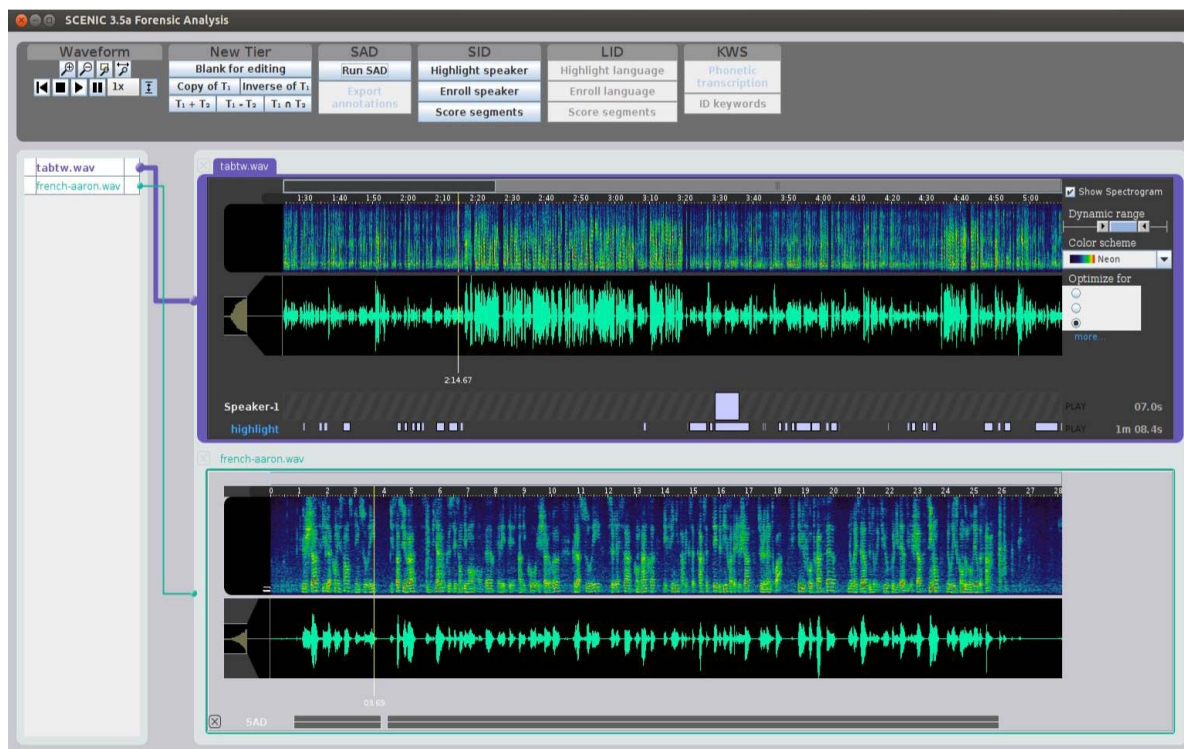 SCENIC 3.5a Forensic Analysis
Waveform New Tier SAD SID LID KWS
Blank for editing Run SAD Highlight speaker Highlight language Phonetic transcription
1x Copy of T₁ Inverse of T₁ Export annotations Enroll speaker Enroll language
T₁ + T₂ T₁ - T₂ T₁ ∩ T₂ Score segments Score segments ID keywords
tabtw.wav
french-aaron.wav
tabtw.wav
1:30 1:40 1:50 2:00 2:10 2:20 2:30 2:40 2:50 3:00 3:10 3:20 3:30 3:40 3:50 4:00 4:10 4:20 4:30 4:40 4:50 5:00
Show Spectrogram
Dynamic range
Color scheme
Neon
Optimize for
more...
2:14.67
Speaker-1 PLAY 07.0s
highlight PLAY 1m 08.4s
french-aaron.wav
0 1 2 3 4 5 6 7 8 9 10 11 12 13 14 15 16 17 18 19 20 21 22 23 24 25 26 27 28
03.69
SAD